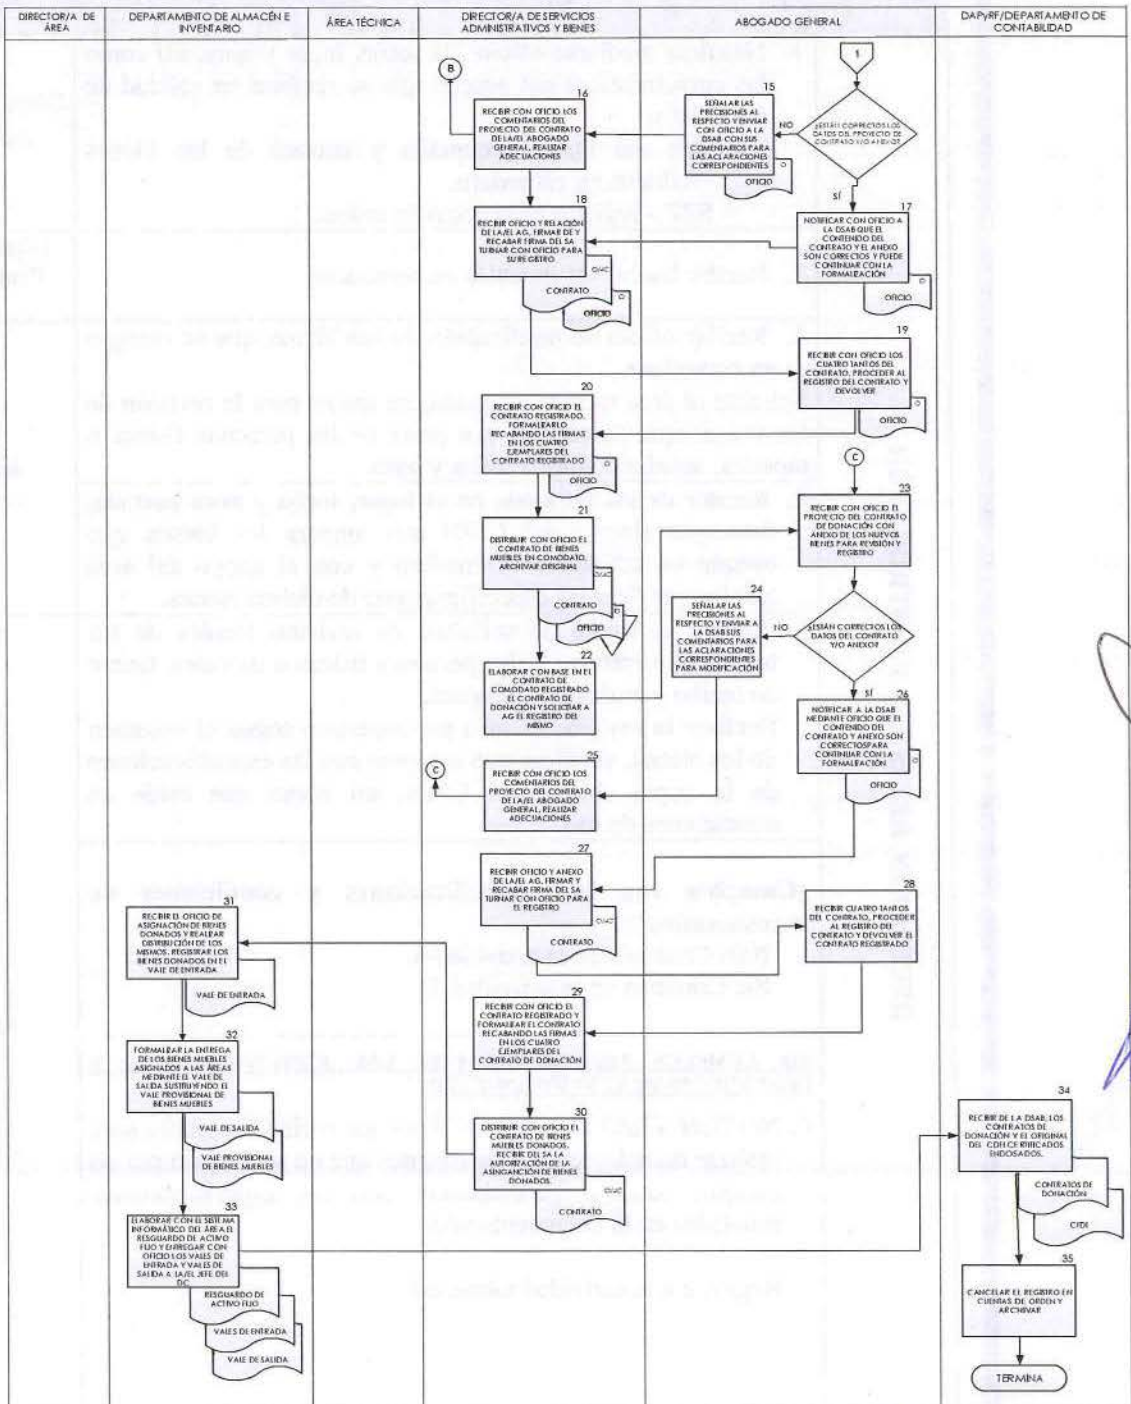 DIRECTOR/A DE
ÁREA
DEPARTAMENTO DE ALMACÉN E
INVENTARIO
ÁREA TÉCNICA
DIRECTOR/A DE SERVICIOS
ADMINISTRATIVOS Y BIENES
ABOGADO GENERAL
DAPyRF/DEPARTAMENTO DE
CONTABILIDAD
1
¿ESTÁN CORRECTOS LOS
DATOS DEL PROYECTO DE
CONTRATO Y/O ANEXO?
NO
SÍ
15
SEÑALAR LAS
PRECISIONES AL
RESPECTO Y ENVIAR
CON OFICIO A LA
DSAB CON SUS
COMENTARIOS PARA
LAS ACLARACIONES
CORRESPONDIENTES
O
OFICIO
B
16
RECIBIR CON OFICIO LOS
COMENTARIOS DEL
PROYECTO DEL CONTRATO
DE LA/EL ABOGADO
GENERAL, REALIZAR
ADECUACIONES
17
NOTIFICAR CON OFICIO A
LA DSAB QUE EL
CONTENIDO DEL
CONTRATO Y EL ANEXO
SON CORRECTOS Y PUEDE
CONTINUAR CON LA
FORMALIZACIÓN
O
OFICIO
18
RECIBIR OFICIO Y RELACIÓN
DE LA/EL AG, FIRMAR DE Y
RECABAR FIRMA DEL SA
TURNAR CON OFICIO PARA
SU REGISTRO
O/4C
CONTRATO
O
OFICIO
19
RECIBIR CON OFICIO LOS
CUATRO TANTOS DEL
CONTRATO, PROCEDER AL
REGISTRO DEL CONTRATO Y
DEVOLVER
O
OFICIO
20
RECIBIR CON OFICIO EL
CONTRATO REGISTRADO,
FORMALIZARLO
RECABANDO LAS FIRMAS
EN LOS CUATRO
EJEMPLARES DEL
CONTRATO REGISTRADO
O
OFICIO
21
DISTRIBUIR CON OFICIO EL
CONTRATO DE BIENES
MUEBLES EN COMODATO,
ARCHIVAR ORIGINAL
CONTRATO
O
OFICIO
22
ELABORAR CON BASE EN EL
CONTRATO DE
COMODATO REGISTRADO
EL CONTRATO DE
DONACIÓN Y SOLICITAR A
AG EL REGISTRO DEL
MISMO
C
23
RECIBIR CON OFICIO EL
PROYECTO DEL CONTRATO
DE DONACIÓN CON
ANEXO DE LOS NUEVOS
BIENES PARA REVISIÓN Y
REGISTRO
¿ESTÁN CORRECTOS LOS
DATOS DEL CONTRATO
Y/O ANEXO?
NO
SÍ
24
SEÑALAR LAS
PRECISIONES AL
RESPECTO Y ENVIAR A
LA DSAB SUS
COMENTARIOS PARA
LAS ACLARACIONES
CORRESPONDIENTES
PARA MODIFICACIÓN
C
25
RECIBIR CON OFICIO LOS
COMENTARIOS DEL
PROYECTO DEL CONTRATO
DE LA/EL ABOGADO
GENERAL, REALIZAR
ADECUACIONES
26
NOTIFICAR A LA DSAB
MEDIANTE OFICIO QUE EL
CONTENIDO DEL
CONTRATO Y ANEXO SON
CORRECTOS PARA
CONTINUAR CON LA
FORMALIZACIÓN
O
OFICIO
27
RECIBIR OFICIO Y ANEXO
DE LA/EL AG, FIRMAR Y
RECABAR FIRMA DEL SA
TURNAR CON OFICIO PARA
EL REGISTRO
CONTRATO
28
RECIBIR CUATRO TANTOS
DEL CONTRATO, PROCEDER
AL REGISTRO DEL
CONTRATO Y DEVOLVER EL
CONTRATO REGISTRADO
29
RECIBIR CON OFICIO EL
CONTRATO REGISTRADO Y
FORMALIZAR EL CONTRATO
RECABANDO LAS FIRMAS
EN LOS CUATRO
EJEMPLARES DEL
CONTRATO DE DONACIÓN
30
DISTRIBUIR CON OFICIO EL
CONTRATO DE BIENES
MUEBLES DONADOS,
RECIBIR DEL SA LA
AUTORIZACIÓN DE LA
ASINGANCIÓN DE BIENES
DONADOS.
CONTRATO
31
RECIBIR EL OFICIO DE
ASIGNACIÓN DE BIENES
DONADOS Y REALIZAR
DISTRIBUCIÓN DE LOS
MISMOS, REGISTRAR LOS
BIENES DONADOS EN EL
VALE DE ENTRADA
VALE DE ENTRADA
32
FORMALIZAR LA ENTREGA
DE LOS BIENES MUEBLES
ASIGNADOS A LAS ÁREAS
MEDIANTE EL VALE DE
SALIDA SUSTITUYENDO EL
VALE PROVISIONAL DE
BIENES MUEBLES
VALE DE SALIDA
VALE PROVISIONAL
DE BIENES MUEBLES
33
ELABORAR CON EL SISTEMA
INFORMÁTICO DEL ÁREA EL
RESGUARDO DE ACTIVO
FIJO Y ENTREGAR CON
OFICIO LOS VALES DE
ENTRADA Y VALES DE
SALIDA A LA/EL JEFE DEL
DC.
RESGUARDO DE
ACTIVO FIJO
VALES DE ENTRADA
VALE DE SALIDA
34
RECIBIR DE LA DSAB, LOS
CONTRATOS DE
DONACIÓN Y EL ORIGINAL
DEL CDFI CERTIFICADOS
ENDOSADOS.
CONTRATOS DE
DONACIÓN
35
CANCELAR EL REGISTRO EN
CUENTAS DE ORDEN Y
ARCHIVAR
TERMINA